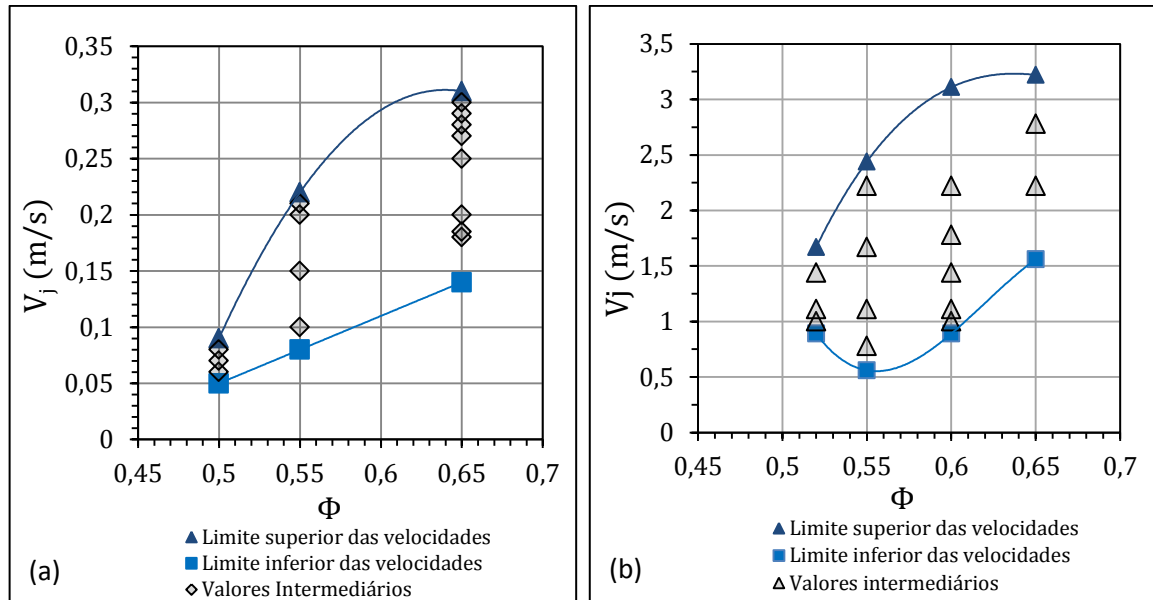 0,35
0,3
0,25
0,2
0,15
0,1
0,05
0
V_j (m/s)
0,45 0,5 0,55 0,6 0,65 0,7
Φ
Limite superior das velocidades
Limite inferior das velocidades
Valores Intermediários
(a)
3,5
3
2,5
2
1,5
1
0,5
0
Vj (m/s)
0,45 0,5 0,55 0,6 0,65 0,7
Φ
Limite superior das velocidades
Limite inferior das velocidades
Valores intermediários
(b)